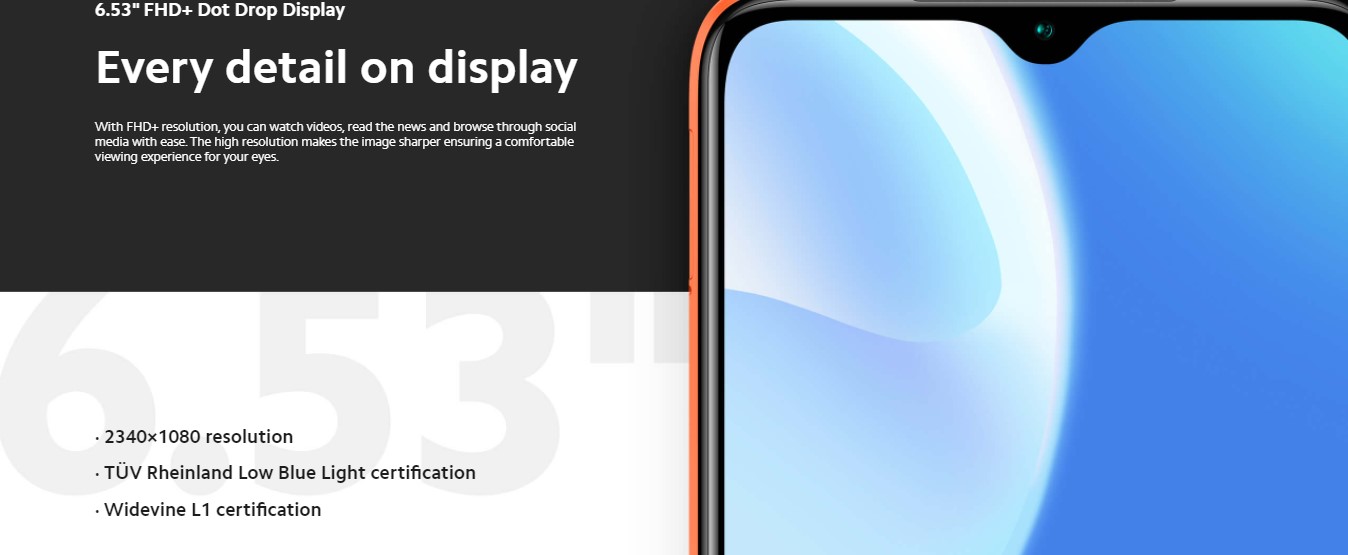 6.53" FHD+ Dot Drop Display
Every detail on display
With FHD+ resolution, you can watch videos, read the news and browse through social
media with ease. The high resolution makes the image sharper ensuring a comfortable
viewing experience for your eyes.
6.53"
· 2340×1080 resolution
· TÜV Rheinland Low Blue Light certification
· Widevine L1 certification